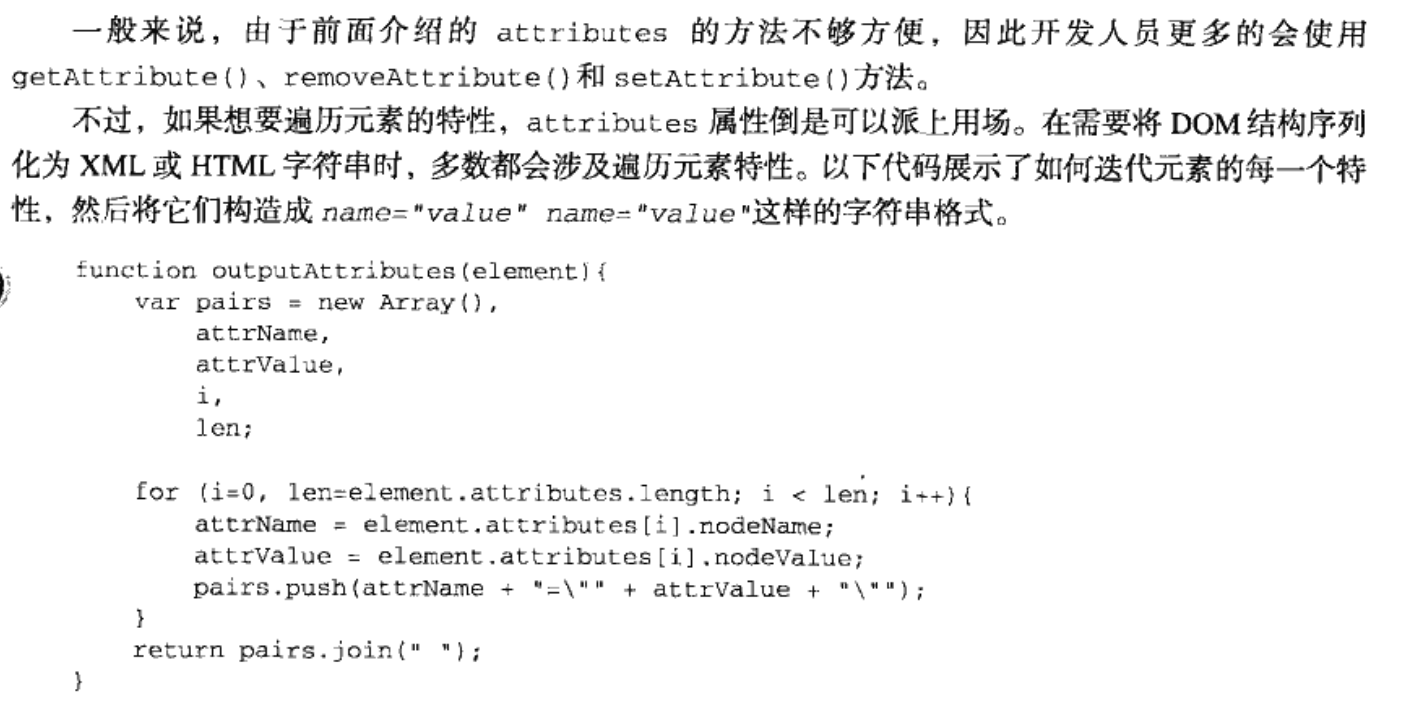 一般来说，由于前面介绍的 attributes 的方法不够方便，因此开发人员更多的会使用
getAttribute()、removeAttribute()和 setAttribute()方法。
不过，如果想要遍历元素的特性，attributes 属性倒是可以派上用场。在需要将 DOM 结构序列
化为 XML 或 HTML 字符串时，多数都会涉及遍历元素特性。以下代码展示了如何迭代元素的每一个特
性，然后将它们构造成 name="value" name="value"这样的字符串格式。
function outputAttributes(element){
var pairs = new Array(),
attrName,
attrValue,
i,
len;
for (i=0, len=element.attributes.length; i < len; i++){
attrName = element.attributes[i].nodeName;
attrValue = element.attributes[i].nodeValue;
pairs.push(attrName + "=\"" + attrValue + "\"");
}
return pairs.join(" ");
}